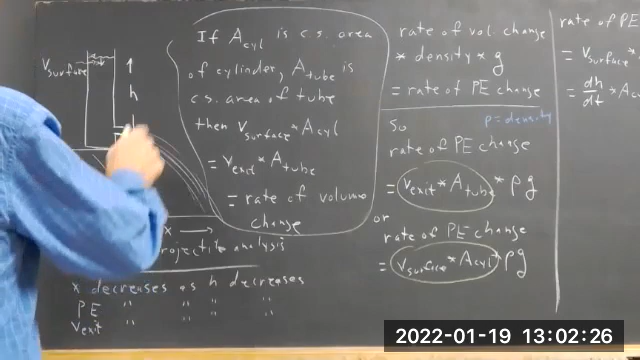 Vsurface
h
x →
projectile analysis
x decreases as h decreases
PE " " "
Vexit " " "
If Acyl is c.s. area
of cylinder, Atube is
c.s. area of tube
then Vsurface * Acyl
= Vexit * Atube
= rate of volume
change
rate of vol. change
* density * g
= rate of PE change
So
ρ = density
rate of PE change
= Vexit * Atube * ρg
or
rate of PE change
= Vsurface * Acyl * ρg
rate of PE
= Vsurface *
= dh/dt * Ac
2022-01-19 13:02:26